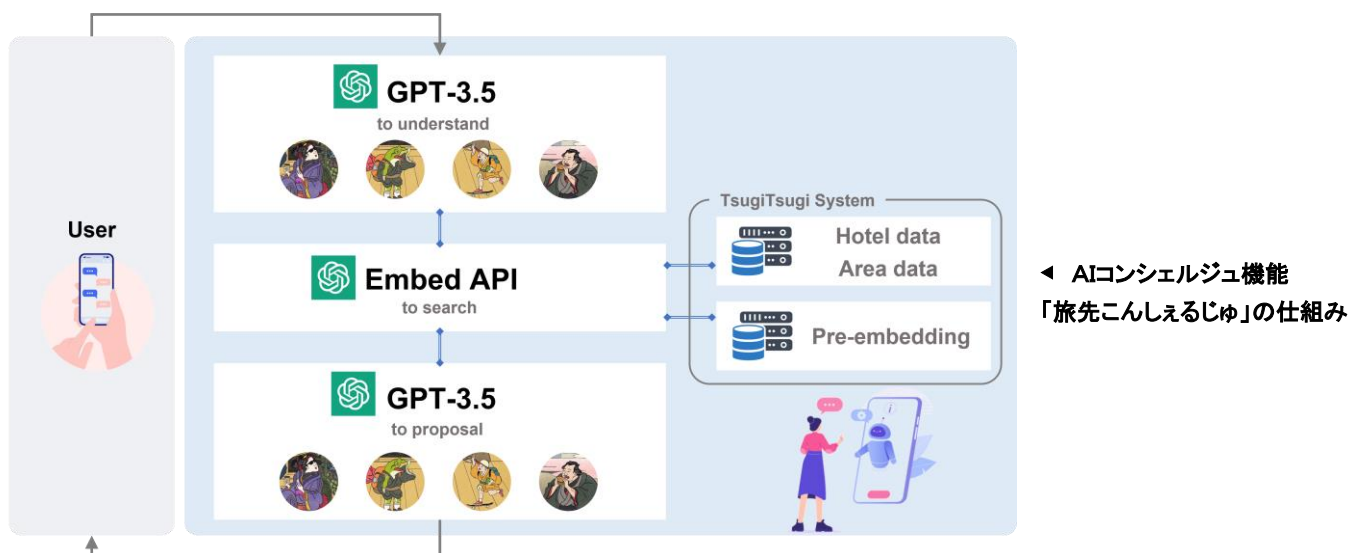 User
GPT-3.5
to understand
Embed API
to search
GPT-3.5
to proposal
TsugiTsugi System
Hotel data
Area data
Pre-embedding
◀ AIコンシェルジュ機能
「旅先こんしぇるじゅ」の仕組み